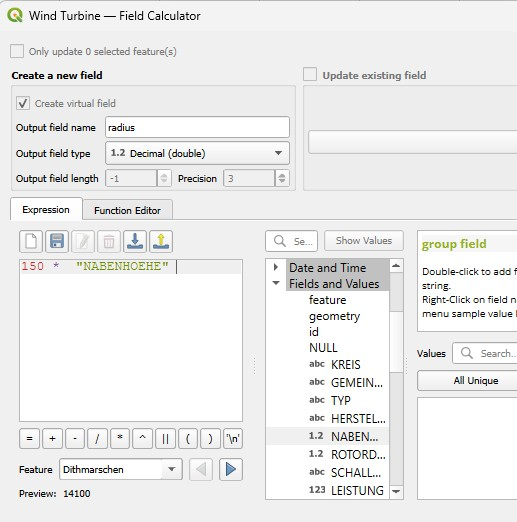 Wind Turbine — Field Calculator
Only update 0 selected feature(s)
Create a new field
Update existing field
Create virtual field
Output field name
radius
Output field type
1.2 Decimal (double)
Output field length
-1
Precision
3
Expression
Function Editor
Se...
Show Values
group field
150 * "NABENHOEHE"
Date and Time
Fields and Values
feature
geometry
id
NULL
abc KREIS
abc GEMEIN...
abc TYP
abc HERSTEL...
1.2 NABEN...
1.2 ROTORD...
abc SCHALL...
123 LEISTUNG
Double-click to add f
string.
Right-Click on field n
menu sample value l
Values
Search...
All Unique
= + - / * ^ || ( ) '\n'
Feature
Dithmarschen
Preview: 14100